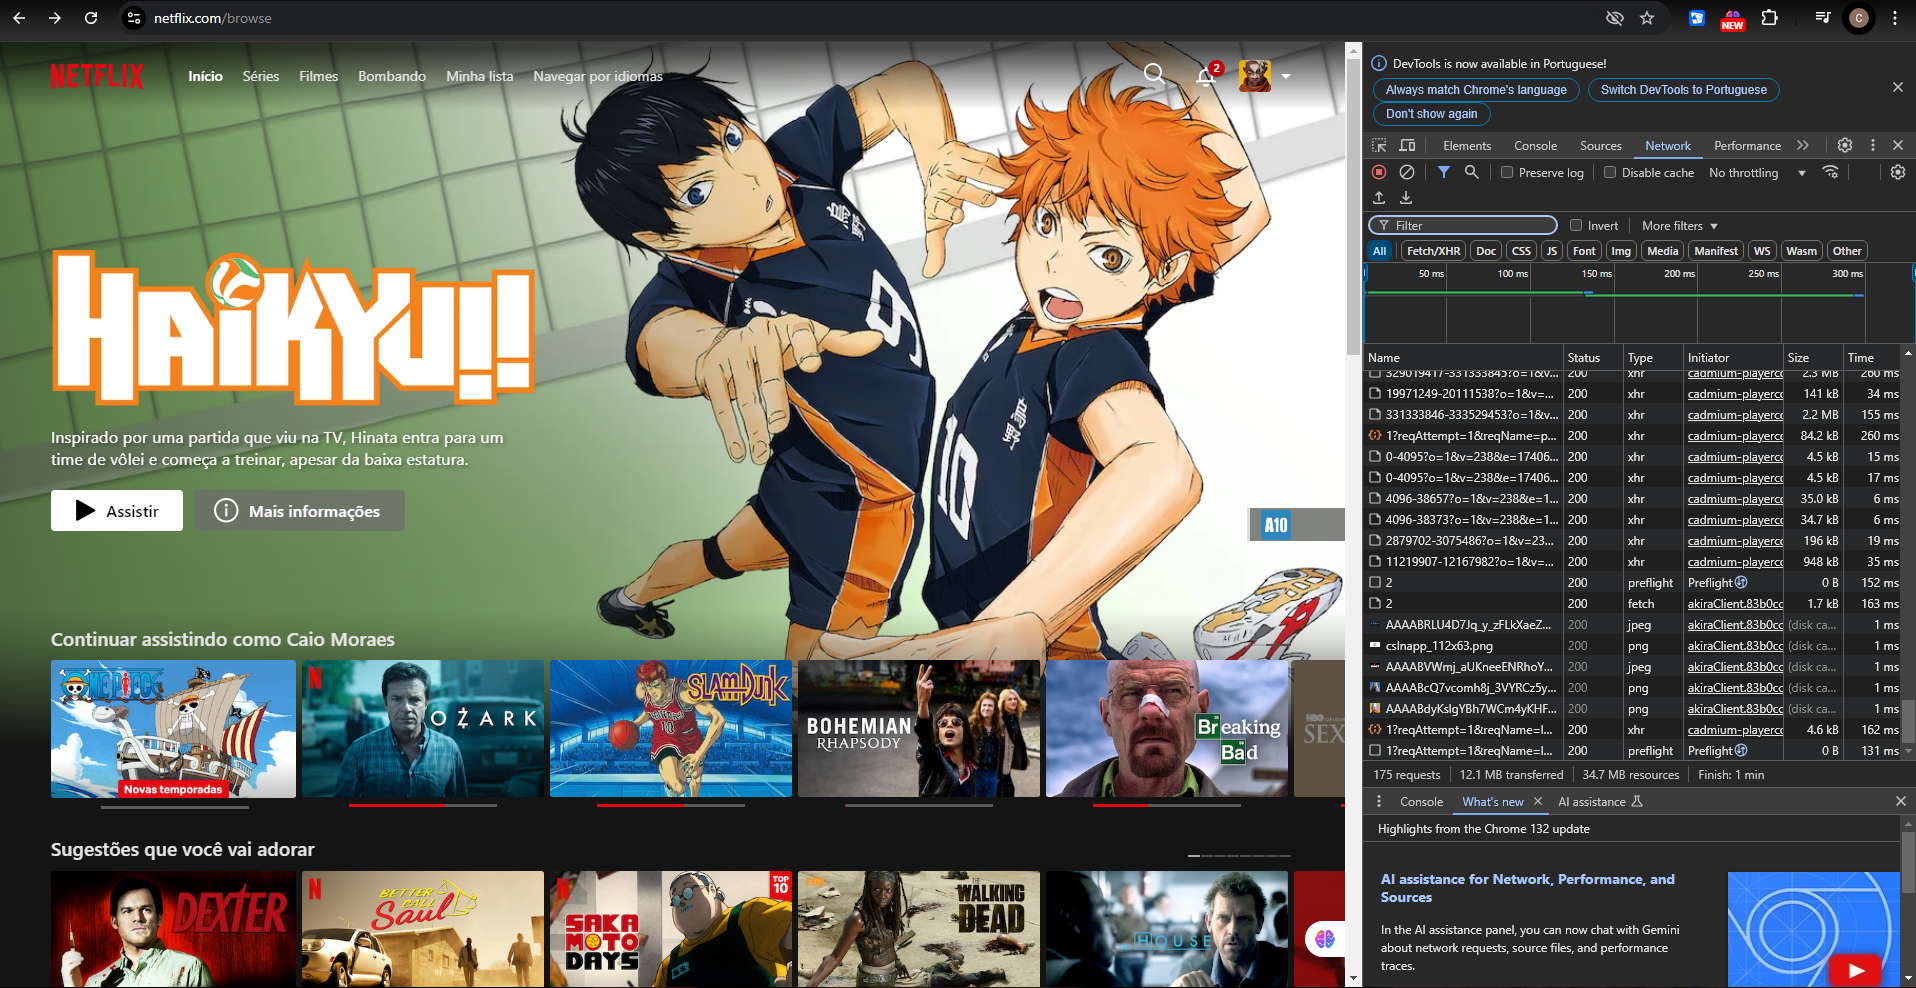 netflix.com/browse
NEW
C
NETFLIX
Início Séries Filmes Bombando Minha lista Navegar por idiomas
2
HAIKYU!!
9
10
Inspirado por uma partida que viu na TV, Hinata entra para um
time de vôlei e começa a treinar, apesar da baixa estatura.
Assistir Mais informações
A10
Continuar assistindo como Caio Moraes
ONE PIECE
Novas temporadas
N
OZARK
SLAM DUNK
BOHEMIAN
RHAPSODY
Breaking
Bad
HBO
SEX
Sugestões que você vai adorar
DEXTER
N
BETTER
CALL
Saul
N
SAKA
MOTO
DAYS
TOP
10
THE
WALKING
DEAD
HOUSE
DevTools is now available in Portuguese!
Always match Chrome's language Switch DevTools to Portuguese
Don't show again
Elements Console Sources Network Performance
Preserve log Disable cache No throttling
Filter Invert More filters
All Fetch/XHR Doc CSS JS Font Img Media Manifest WS Wasm Other
50 ms 100 ms 150 ms 200 ms 250 ms 300 ms
Name Status Type Initiator Size Time
329019417-331333845?o=1&v... 200 xhr cadmium-playercc 2.3 MB 260 ms
19971249-20111538?o=1&v=... 200 xhr cadmium-playercc 141 kB 34 ms
331333846-333529453?o=1&v... 200 xhr cadmium-playercc 2.2 MB 155 ms
1?reqAttempt=1&reqName=p... 200 xhr cadmium-playercc 84.2 kB 260 ms
0-4095?o=1&v=238&e=17406... 200 xhr cadmium-playercc 4.5 kB 15 ms
0-4095?o=1&v=238&e=17406... 200 xhr cadmium-playercc 4.5 kB 17 ms
4096-38657?o=1&v=238&e=1... 200 xhr cadmium-playercc 35.0 kB 6 ms
4096-38373?o=1&v=238&e=1... 200 xhr cadmium-playercc 34.7 kB 6 ms
2879702-3075486?o=1&v=23... 200 xhr cadmium-playercc 196 kB 19 ms
11219907-12167982?o=1&v=... 200 xhr cadmium-playercc 948 kB 35 ms
2 200 preflight Preflight 0 B 152 ms
2 200 fetch akiraClient.83b0cc 1.7 kB 163 ms
AAAABRLU4D7Jq_y_zFLkXaeZ... 200 jpeg akiraClient.83b0cc (disk ca... 1 ms
cslnapp_112x63.png 200 png akiraClient.83b0cc (disk ca... 1 ms
AAAABVWmj_aUKneeENRhoY... 200 jpeg akiraClient.83b0cc (disk ca... 1 ms
AAAABcQ7vcomh8j_3VYRCz5y... 200 png akiraClient.83b0cc (disk ca... 1 ms
AAAABdyKslgYBh7WCm4yKHF... 200 png akiraClient.83b0cc (disk ca... 1 ms
1?reqAttempt=1&reqName=l... 200 xhr cadmium-playercc 4.6 kB 162 ms
1?reqAttempt=1&reqName=l... 200 preflight Preflight 0 B 131 ms
175 requests 12.1 MB transferred 34.7 MB resources Finish: 1 min
Console What's new AI assistance
Highlights from the Chrome 132 update
AI assistance for Network, Performance, and
Sources
In the AI assistance panel, you can now chat with Gemini
about network requests, source files, and performance
traces.